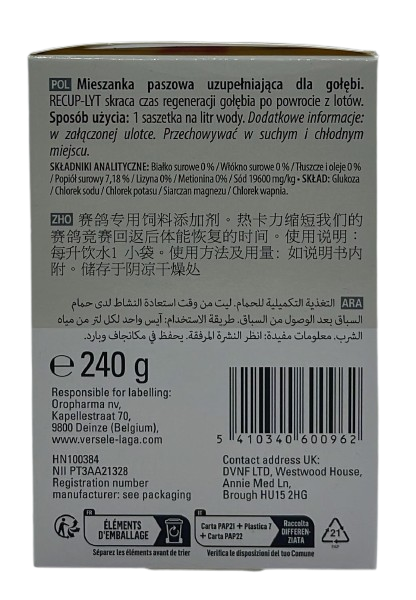 POL Mieszanka paszowa uzupełniająca dla gołębi.
RECUP-LYT skraca czas regeneracji gołębia po powrocie z lotów.
Sposób użycia: 1 saszetka na litr wody. Dodatkowe informacje:
w załączonej ulotce. Przechowywać w suchym i chłodnym
miejscu.
SKŁADNIKI ANALITYCZNE: Białko surowe 0 % / Włókno surowe 0 % / Tłuszcze i oleje 0 %
/ Popiół surowy 7,18 % / Lizyna 0% / Metionina 0% / Sód 19600 mg/kg • SKŁAD: Glukoza
/ Chlorek sodu / Chlorek potasu / Siarczan magnezu / Chlorek wapnia.
ZHO 赛鸽专用饲料添加剂。热卡力缩短我们的
赛鸽竞赛回返后体能恢复的时间。使用说明：
每升饮水1 小袋。使用方法及用量：如说明书内
附。储存于阴凉干燥处
ARA التغذية التكميلية للحمام. ليت من وقت استعادة النشاط لدى حمام
السباق بعد الوصول من السباق. طريقة الاستخدام: آيس واحد لكل لتر من مياه
الشرب. معلومات مفيدة: انظر النشرة المرفقة. يحفظ في مكانجاف وبارد.
e 240 g
Responsible for labelling:
Oropharma nv,
Kapellestraat 70,
9800 Deinze (Belgium),
www.versele-laga.com
5 410340 600962
HN100384
NII PT3AA21328
Registration number
manufacturer: see packaging
Contact address UK:
DVNF LTD, Westwood House,
Annie Med Ln,
Brough HU15 2HG
FR
ÉLÉMENTS
D'EMBALLAGE
Séparez les éléments avant de trier
IT
Carta PAP21 + Plastica 7
+ Carta PAP22
Raccolta
DIFFEREN-
ZIATA
Verifica le disposizioni del tuo Comune
21
PAP